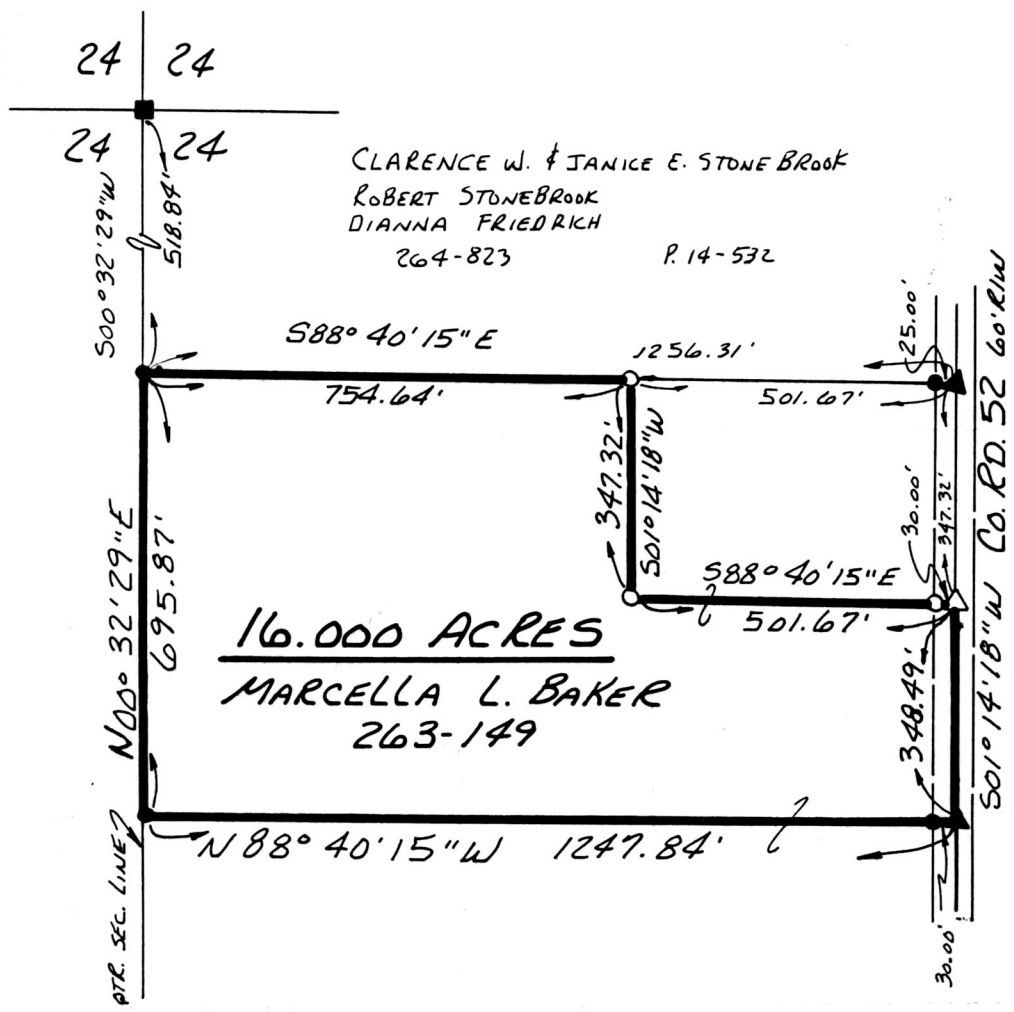 24 24
24 24
CLARENCE W. & JANICE E. STONE BROOK
ROBERT STONEBROOK
DIANNA FRIEDRICH
264-823 P. 14-532
S00°32'29"W
518.84'
S88°40'15"E
754.64'
1256.31'
501.67'
25.00'
347.32'
S01°14'18"W
30.00'
347.32'
S88°40'15"E
501.67'
CO. RD. 52 60' R/W
S01°14'18"W
N00°32'29"E
695.87'
16.000 ACRES
MARCELLA L. BAKER
263-149
348.49'
N88°40'15"W 1247.84'
QTR. SEC. LINE
30.00'